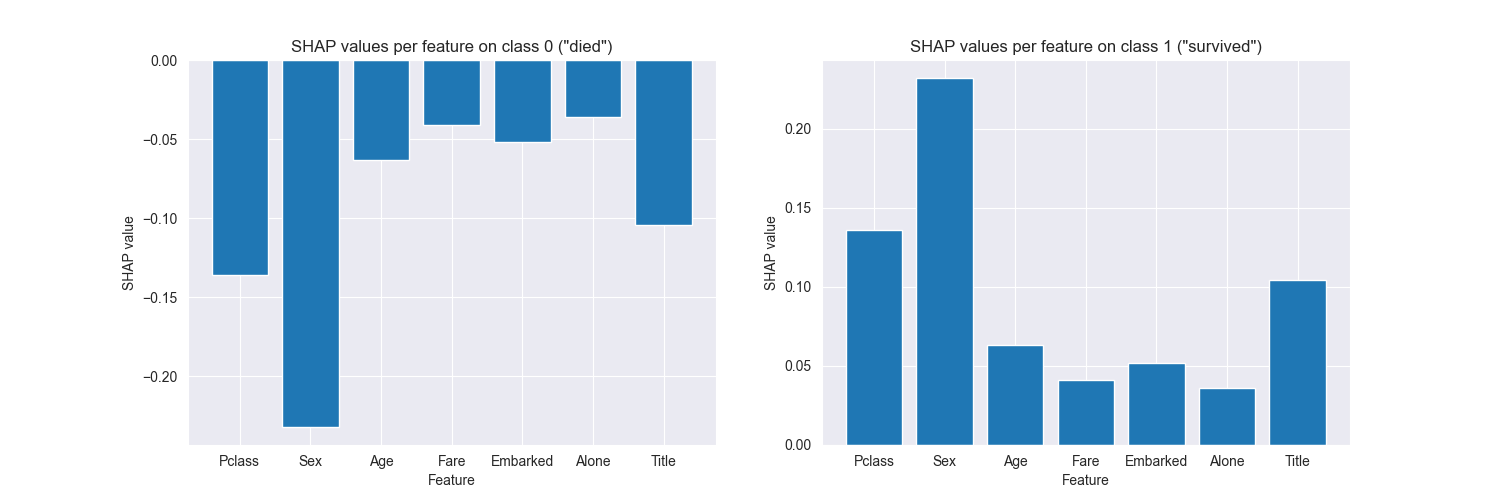 SHAP values per feature on class 0 ("died")
0.00
−0.05
−0.10
−0.15
−0.20
SHAP value
Pclass Sex Age Fare Embarked Alone Title
Feature
SHAP values per feature on class 1 ("survived")
0.20
0.15
0.10
0.05
0.00
SHAP value
Pclass Sex Age Fare Embarked Alone Title
Feature